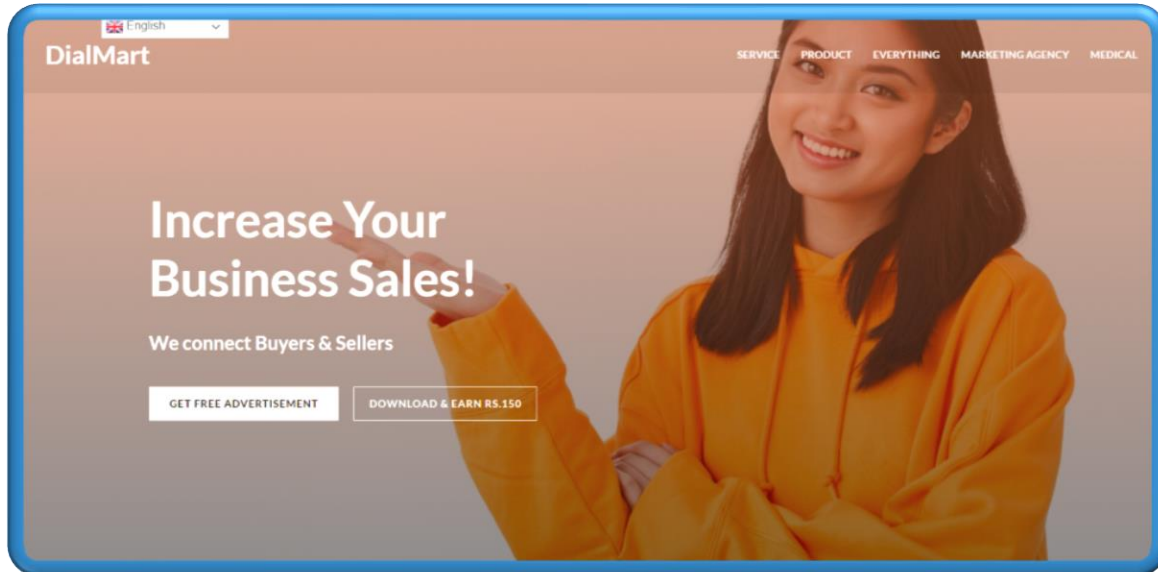 English
DialMart
SERVICE PRODUCT EVERYTHING MARKETING AGENCY MEDICAL
Increase Your
Business Sales!
We connect Buyers & Sellers
GET FREE ADVERTISEMENT DOWNLOAD & EARN RS.150